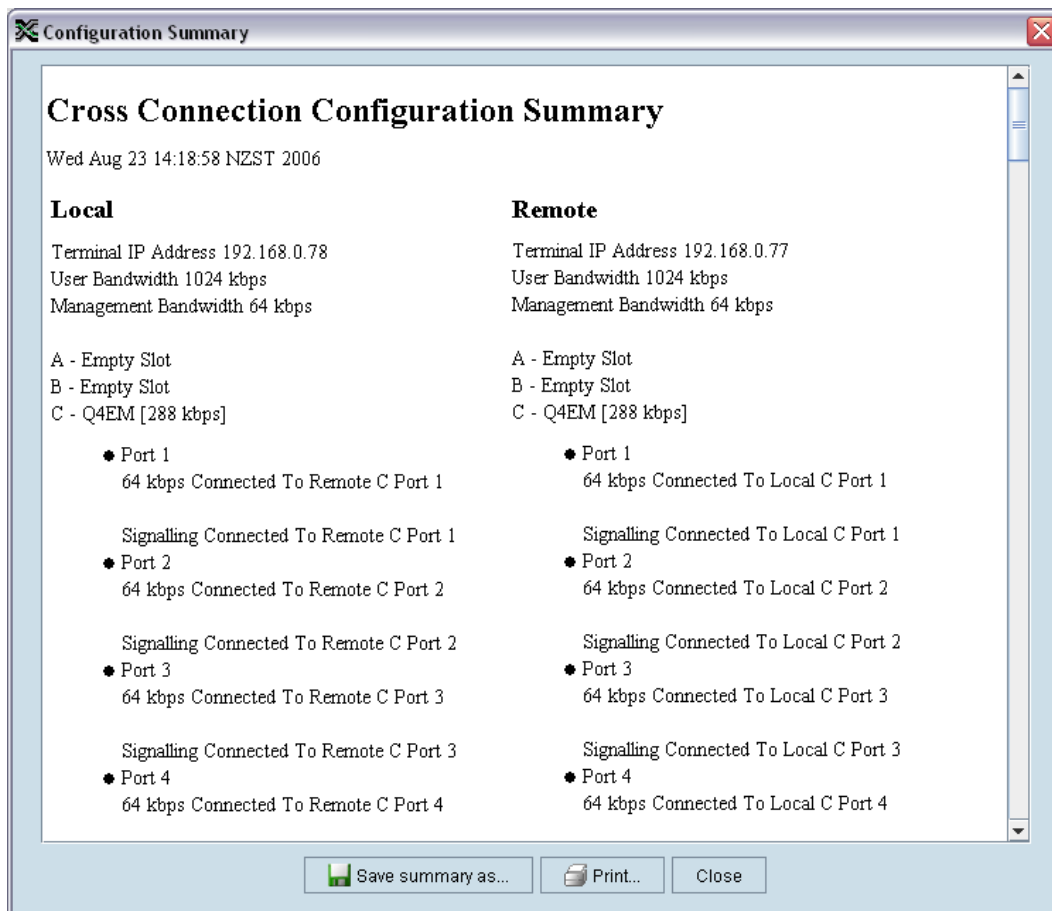 Configuration Summary
Cross Connection Configuration Summary
Wed Aug 23 14:18:58 NZST 2006
Local
Terminal IP Address 192.168.0.78
User Bandwidth 1024 kbps
Management Bandwidth 64 kbps
A - Empty Slot
B - Empty Slot
C - Q4EM [288 kbps]
● Port 1
64 kbps Connected To Remote C Port 1
Signalling Connected To Remote C Port 1
● Port 2
64 kbps Connected To Remote C Port 2
Signalling Connected To Remote C Port 2
● Port 3
64 kbps Connected To Remote C Port 3
Signalling Connected To Remote C Port 3
● Port 4
64 kbps Connected To Remote C Port 4
Remote
Terminal IP Address 192.168.0.77
User Bandwidth 1024 kbps
Management Bandwidth 64 kbps
A - Empty Slot
B - Empty Slot
C - Q4EM [288 kbps]
● Port 1
64 kbps Connected To Local C Port 1
Signalling Connected To Local C Port 1
● Port 2
64 kbps Connected To Local C Port 2
Signalling Connected To Local C Port 2
● Port 3
64 kbps Connected To Local C Port 3
Signalling Connected To Local C Port 3
● Port 4
64 kbps Connected To Local C Port 4
Save summary as...
Print...
Close